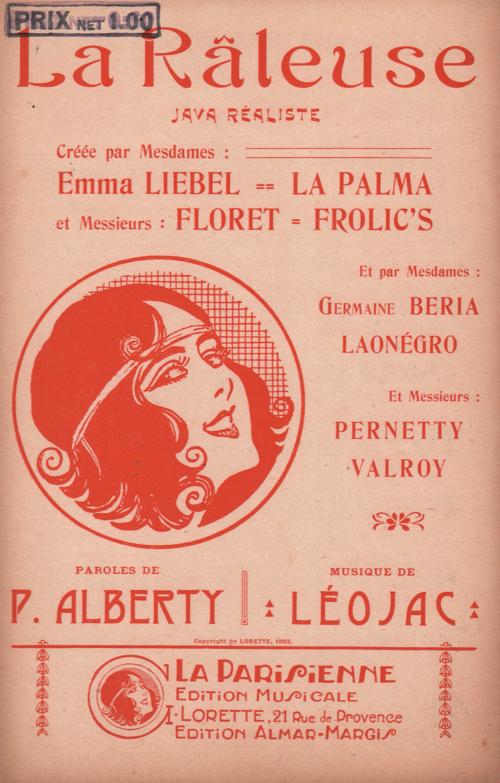 PRIX NET 1.00
La Râleuse
JAVA RÉALISTE
Créée par Mesdames :
Emma LIEBEL == LA PALMA
et Messieurs : FLORET = FROLIC'S
Et par Mesdames :
GERMAINE BERIA
LAONÉGRO
Et Messieurs :
PERNETTY
VALROY
PAROLES DE
P. ALBERTY
MUSIQUE DE
LÉOJAC
Copyright by LORETTE, 1923.
LA PARISIENNE
EDITION MUSICALE
I. LORETTE, 21 Rue de Provence
EDITION ALMAR-MARGIS